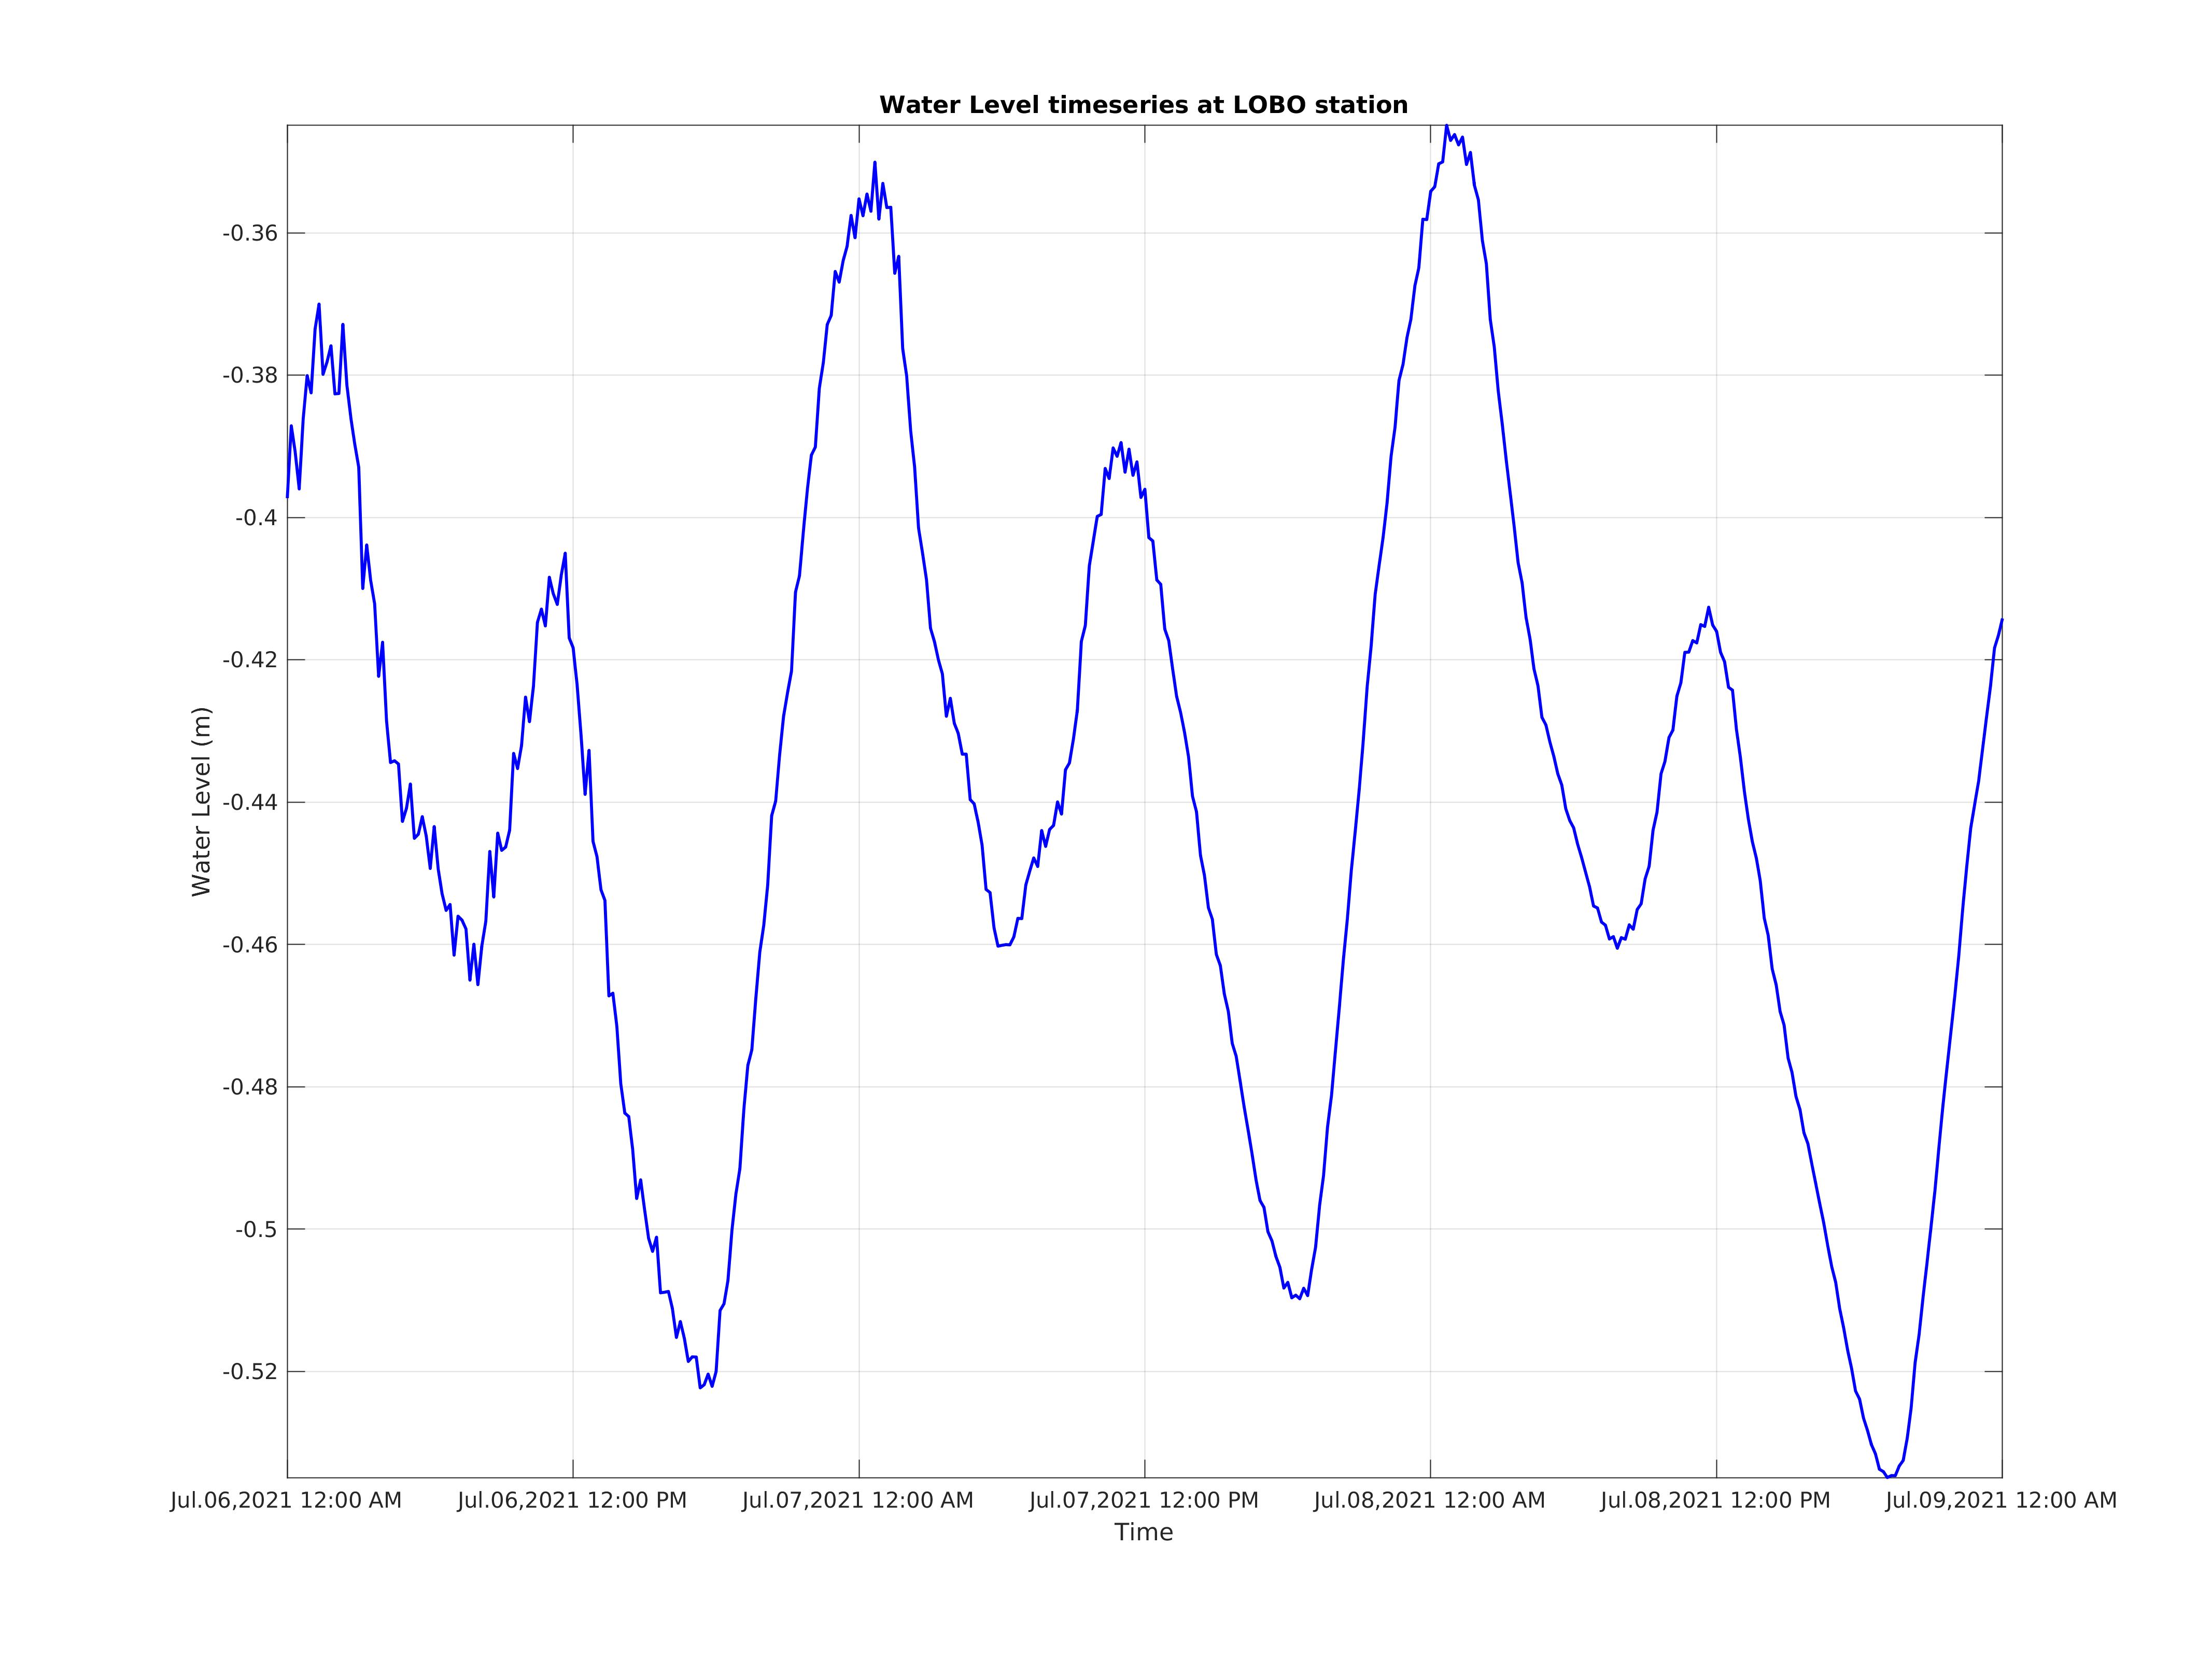 Water Level timeseries at LOBO station
-0.36
-0.38
-0.4
-0.42
-0.44
-0.46
-0.48
-0.5
-0.52
Water Level (m)
Jul.06,2021 12:00 AM Jul.06,2021 12:00 PM Jul.07,2021 12:00 AM Jul.07,2021 12:00 PM Jul.08,2021 12:00 AM Jul.08,2021 12:00 PM Jul.09,2021 12:00 AM
Time